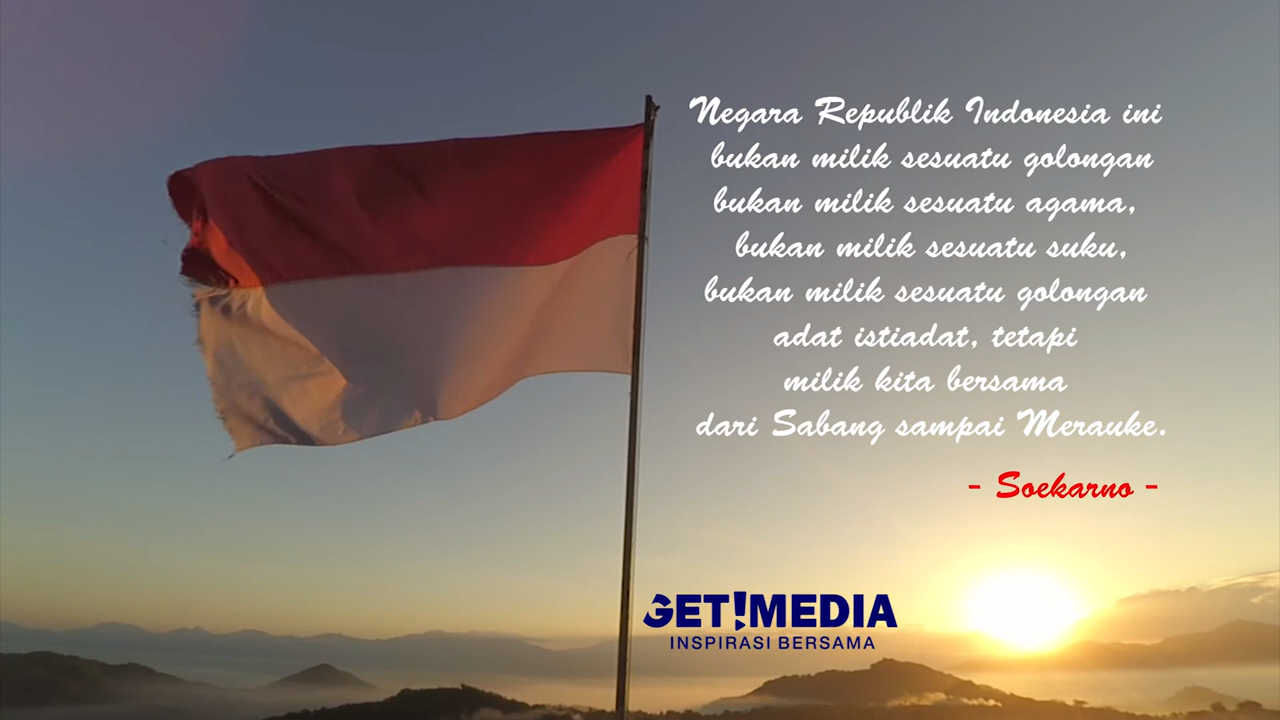 Negara Republik Indonesia ini
bukan milik sesuatu golongan
bukan milik sesuatu agama,
bukan milik sesuatu suku,
bukan milik sesuatu golongan
adat istiadat, tetapi
milik kita bersama
dari Sabang sampai Merauke.
- Soekarno -
GET!MEDIA
INSPIRASI BERSAMA